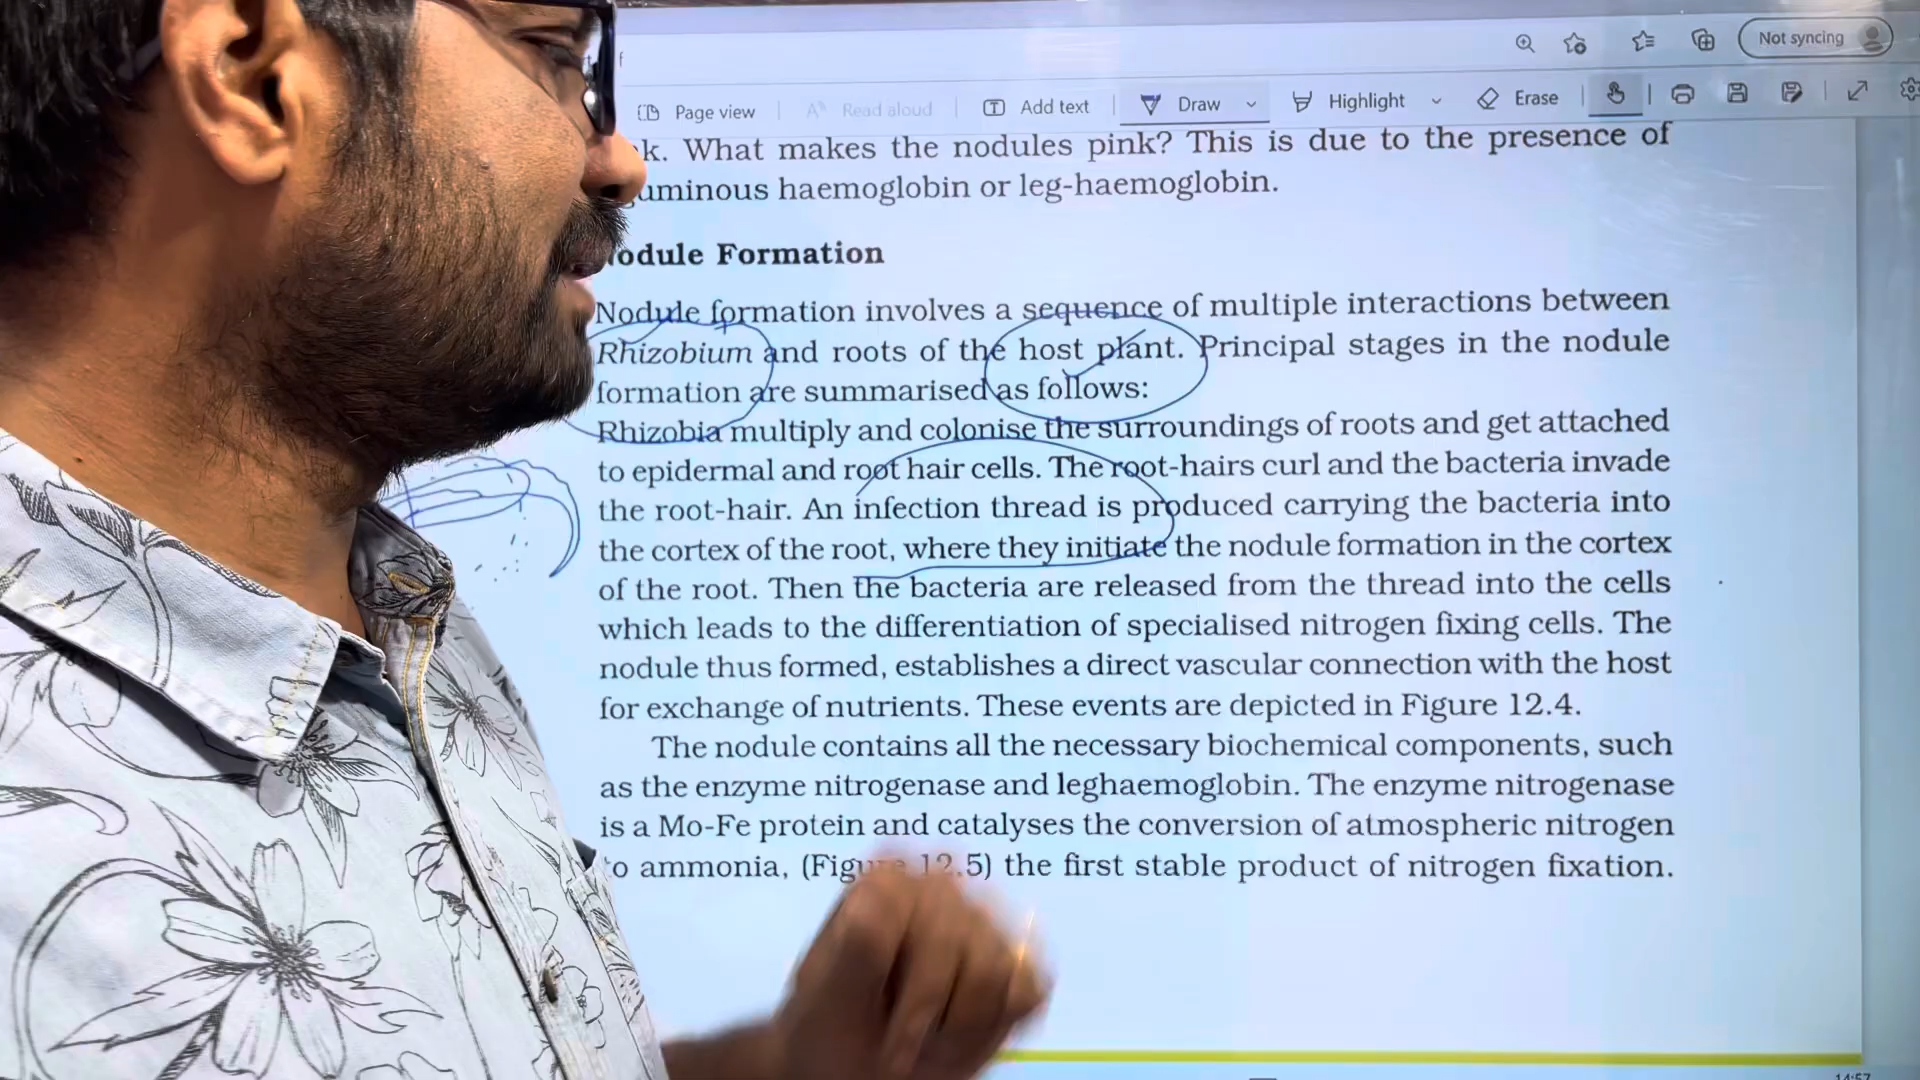 Not syncing
Page view
Read aloud
Add text
Draw
Highlight
Erase
k. What makes the nodules pink? This is due to the presence of
uminous haemoglobin or leg-haemoglobin.
odule Formation
Nodule formation involves a sequence of multiple interactions between
Rhizobium and roots of the host plant. Principal stages in the nodule
formation are summarised as follows:
Rhizobia multiply and colonise the surroundings of roots and get attached
to epidermal and root hair cells. The root-hairs curl and the bacteria invade
the root-hair. An infection thread is produced carrying the bacteria into
the cortex of the root, where they initiate the nodule formation in the cortex
of the root. Then the bacteria are released from the thread into the cells
which leads to the differentiation of specialised nitrogen fixing cells. The
nodule thus formed, establishes a direct vascular connection with the host
for exchange of nutrients. These events are depicted in Figure 12.4.
The nodule contains all the necessary biochemical components, such
as the enzyme nitrogenase and leghaemoglobin. The enzyme nitrogenase
is a Mo-Fe protein and catalyses the conversion of atmospheric nitrogen
o ammonia, (Figure 12.5) the first stable product of nitrogen fixation.